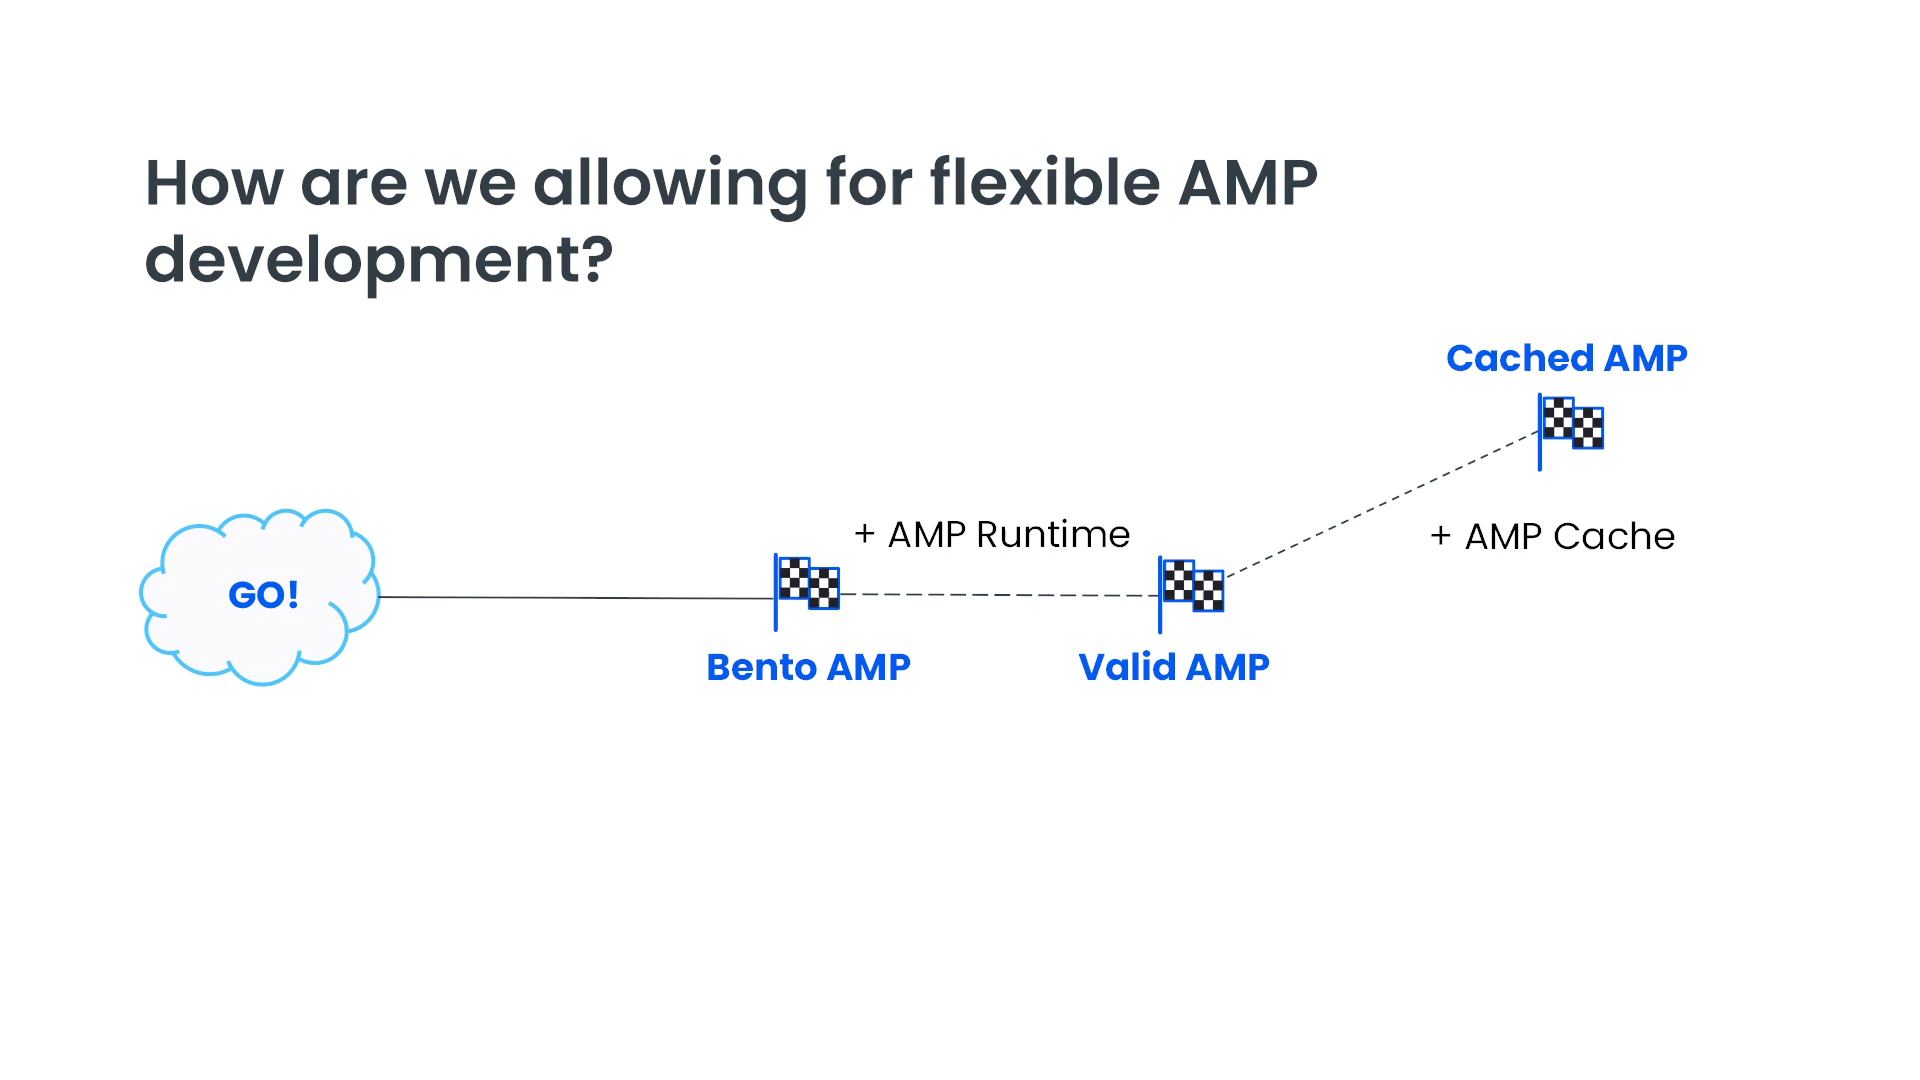 How are we allowing for flexible AMP
development?
Cached AMP
+ AMP Runtime
+ AMP Cache
GO!
Bento AMP
Valid AMP